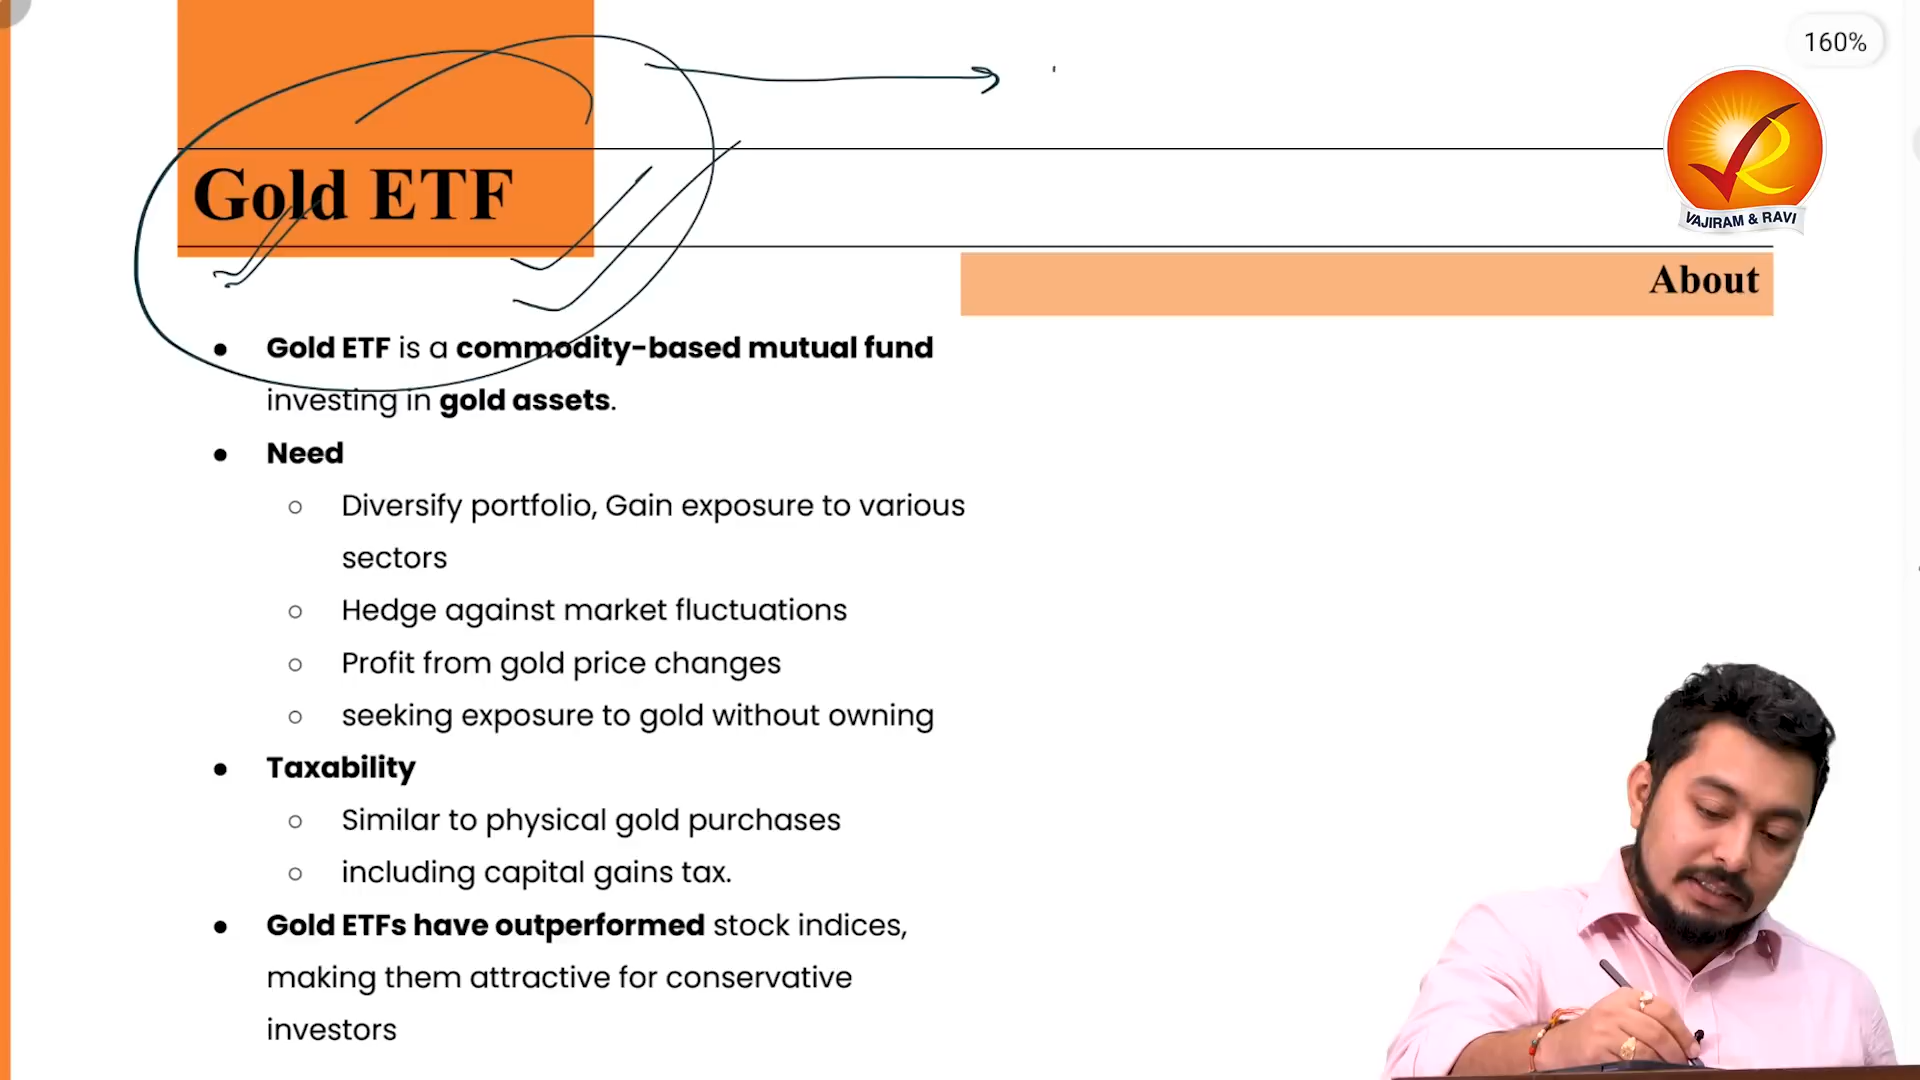 160%
VAJIRAM & RAVI
Gold ETF
About
● Gold ETF is a commodity-based mutual fund
investing in gold assets.
● Need
○ Diversify portfolio, Gain exposure to various
sectors
○ Hedge against market fluctuations
○ Profit from gold price changes
○ seeking exposure to gold without owning
● Taxability
○ Similar to physical gold purchases
○ including capital gains tax.
● Gold ETFs have outperformed stock indices,
making them attractive for conservative
investors